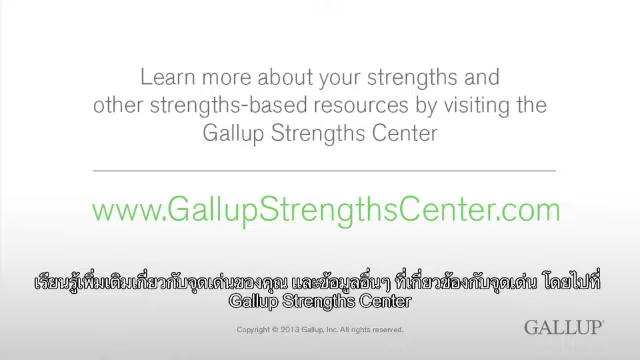 Learn more about your strengths and
other strengths-based resources by visiting the
Gallup Strengths Center
www.GallupStrengthsCenter.com
เรียนรู้เพิ่มเติมเกี่ยวกับจุดเด่นของคุณ และข้อมูลอื่นๆ ที่เกี่ยวข้องกับจุดเด่น โดยไปที่
Gallup Strengths Center
Copyright © 2013 Gallup, Inc. All rights reserved.
GALLUP®